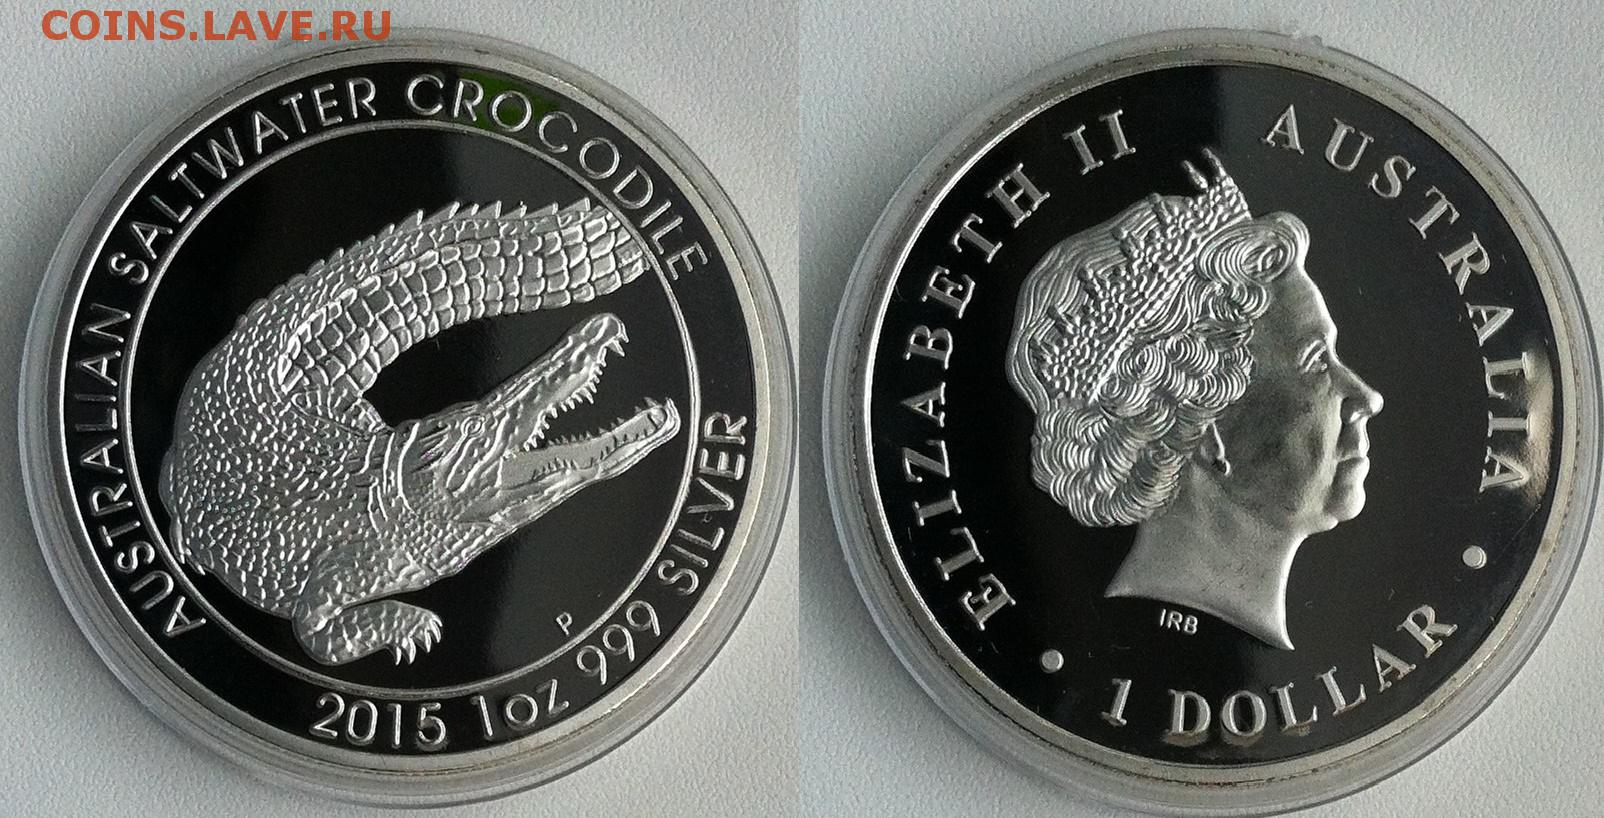 COINS.LAVE.RU
AUSTRALIAN SALTWATER CROCODILE
P
2015 1oz 999 SILVER
ELIZABETH II AUSTRALIA
IRB
• 1 DOLLAR •